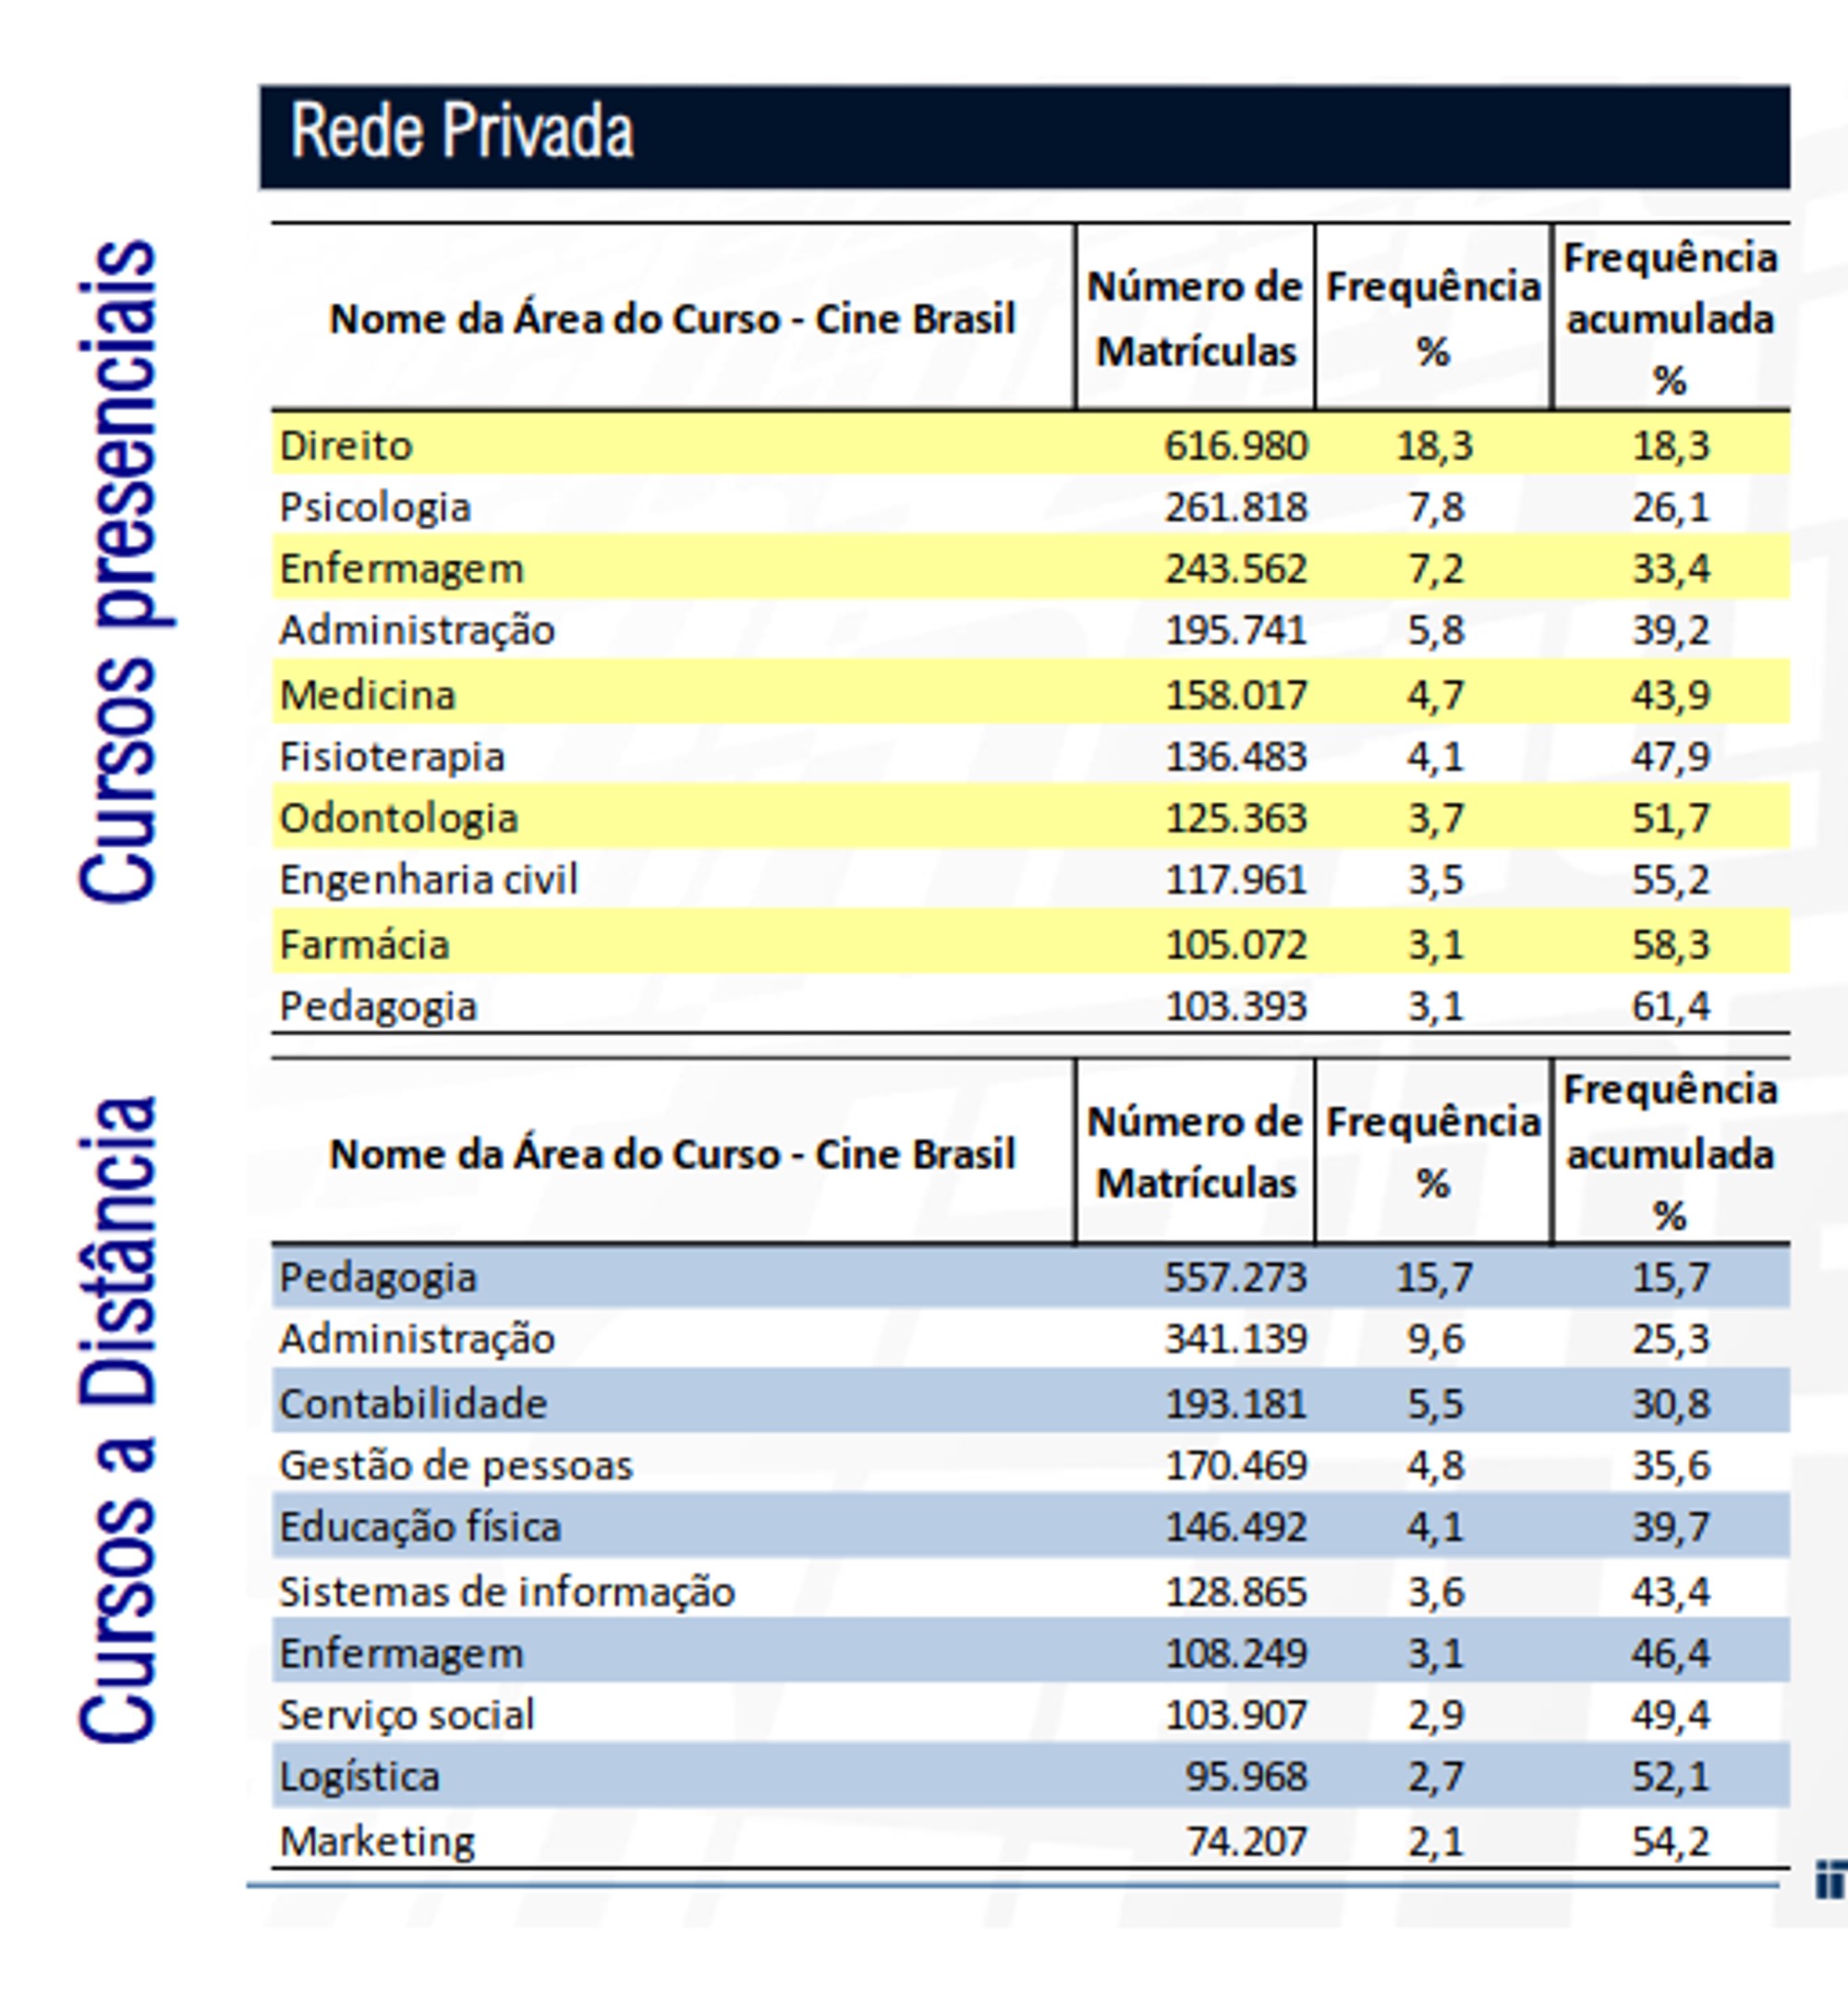 Rede Privada
Cursos presenciais
Nome da Área do Curso - Cine Brasil Número de Matrículas Frequência % Frequência acumulada %
Direito 616.980 18,3 18,3
Psicologia 261.818 7,8 26,1
Enfermagem 243.562 7,2 33,4
Administração 195.741 5,8 39,2
Medicina 158.017 4,7 43,9
Fisioterapia 136.483 4,1 47,9
Odontologia 125.363 3,7 51,7
Engenharia civil 117.961 3,5 55,2
Farmácia 105.072 3,1 58,3
Pedagogia 103.393 3,1 61,4
Cursos a Distância
Nome da Área do Curso - Cine Brasil Número de Matrículas Frequência % Frequência acumulada %
Pedagogia 557.273 15,7 15,7
Administração 341.139 9,6 25,3
Contabilidade 193.181 5,5 30,8
Gestão de pessoas 170.469 4,8 35,6
Educação física 146.492 4,1 39,7
Sistemas de informação 128.865 3,6 43,4
Enfermagem 108.249 3,1 46,4
Serviço social 103.907 2,9 49,4
Logística 95.968 2,7 52,1
Marketing 74.207 2,1 54,2